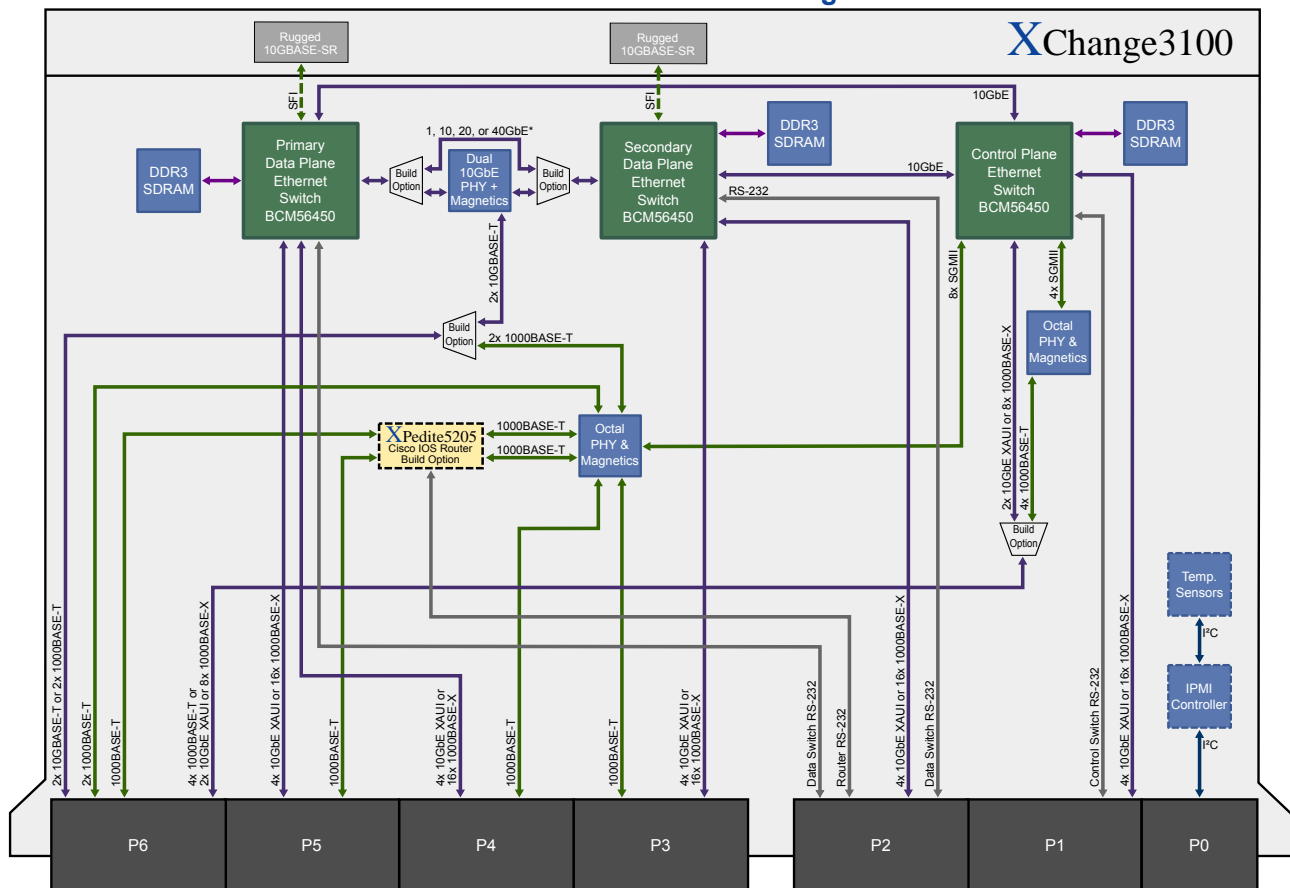 XChange3100
Rugged
10GBASE-SR
Rugged
10GBASE-SR
SFI
SFI
10GbE
1, 10, 20, or 40GbE*
DDR3
SDRAM
Primary
Data Plane
Ethernet
Switch
BCM56450
Build
Option
Dual
10GbE
PHY +
Magnetics
Build
Option
Secondary
Data Plane
Ethernet
Switch
BCM56450
DDR3
SDRAM
10GbE
RS-232
Control Plane
Ethernet
Switch
BCM56450
DDR3
SDRAM
2x 10GBASE-T
8x SGMII
4x SGMII
Build
Option
2x 1000BASE-T
Octal
PHY &
Magnetics
XPedite5205
Cisco IOS Router
Build Option
1000BASE-T
1000BASE-T
Octal
PHY &
Magnetics
2x 10GbE XAUI or 8x 1000BASE-X
4x 1000BASE-T
Build
Option
Temp.
Sensors
I²C
IPMI
Controller
I²C
2x 10GBASE-T or 2x 1000BASE-T
2x 1000BASE-T
1000BASE-T
4x 1000BASE-T or
2x 10GbE XAUI or 8x 1000BASE-X
4x 10GbE XAUI or 16x 1000BASE-X
1000BASE-T
4x 10GbE XAUI or
16x 1000BASE-X
1000BASE-T
1000BASE-T
4x 10GbE XAUI or
16x 1000BASE-X
Data Switch RS-232
Router RS-232
4x 10GbE XAUI or 16x 1000BASE-X
Data Switch RS-232
Control Switch RS-232
4x 10GbE XAUI or 16x 1000BASE-X
P6
P5
P4
P3
P2
P1
P0